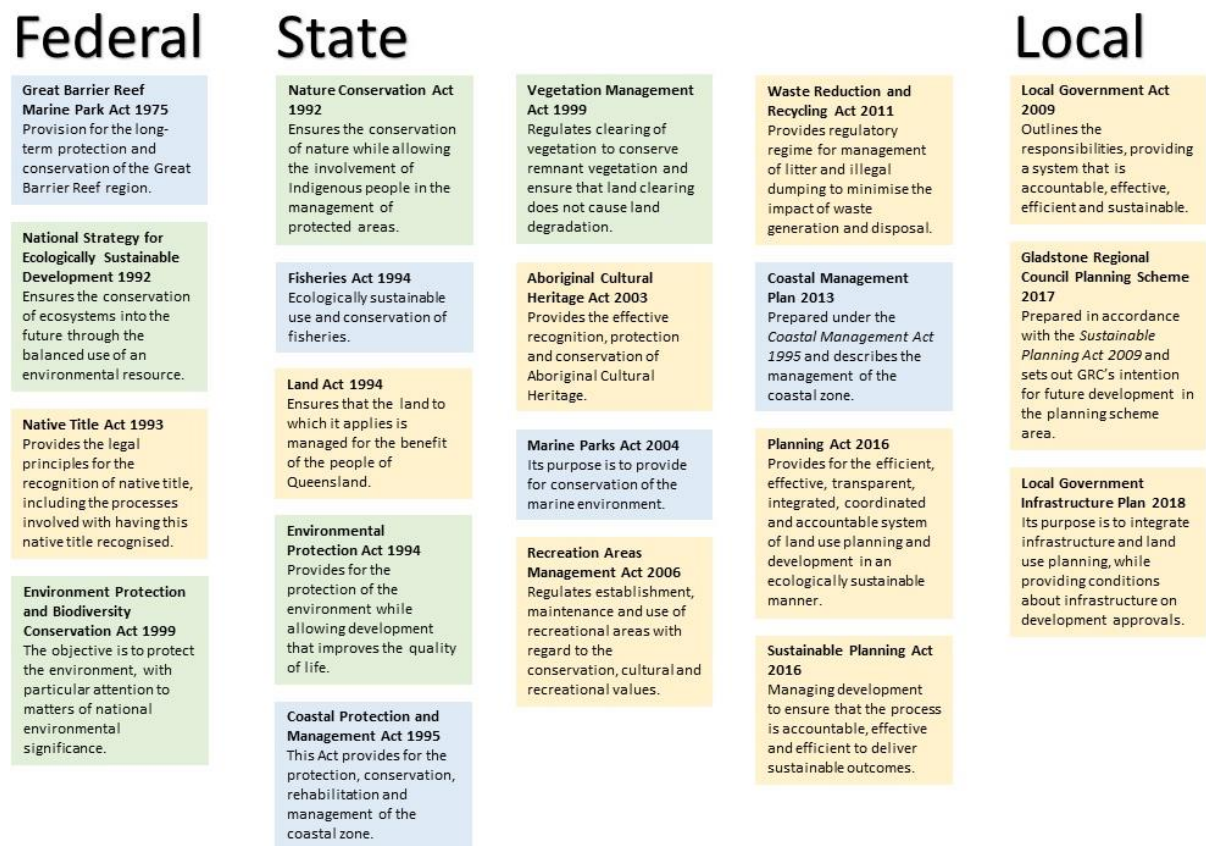 Federal
Great Barrier Reef
Marine Park Act 1975
Provision for the long-
term protection and
conservation of the Great
Barrier Reef region.
National Strategy for
Ecologically Sustainable
Development 1992
Ensures the conservation
of ecosystems into the
future through the
balanced use of an
environmental resource.
Native Title Act 1993
Provides the legal
principles for the
recognition of native title,
including the processes
involved with having this
native title recognised.
Environment Protection
and Biodiversity
Conservation Act 1999
The objective is to protect
the environment, with
particular attention to
matters of national
environmental
significance.
State
Nature Conservation Act
1992
Ensures the conservation
of nature while allowing
the involvement of
Indigenous people in the
management of
protected areas.
Fisheries Act 1994
Ecologically sustainable
use and conservation of
fisheries.
Land Act 1994
Ensures that the land to
which it applies is
managed for the benefit
of the people of
Queensland.
Environmental
Protection Act 1994
Provides for the
protection of the
environment while
allowing development
that improves the quality
of life.
Coastal Protection and
Management Act 1995
This Act provides for the
protection, conservation,
rehabilitation and
management of the
coastal zone.
Vegetation Management
Act 1999
Regulates clearing of
vegetation to conserve
remnant vegetation and
ensure that land clearing
does not cause land
degradation.
Aboriginal Cultural
Heritage Act 2003
Provides the effective
recognition, protection
and conservation of
Aboriginal Cultural
Heritage.
Marine Parks Act 2004
Its purpose is to provide
for conservation of the
marine environment.
Recreation Areas
Management Act 2006
Regulates establishment,
maintenance and use of
recreational areas with
regard to the
conservation, cultural and
recreational values.
Waste Reduction and
Recycling Act 2011
Provides regulatory
regime for management
of litter and illegal
dumping to minimise the
impact of waste
generation and disposal.
Coastal Management
Plan 2013
Prepared under the
Coastal Management Act
1995 and describes the
management of the
coastal zone.
Planning Act 2016
Provides for the efficient,
effective, transparent,
integrated, coordinated
and accountable system
of land use planning and
development in an
ecologically sustainable
manner.
Sustainable Planning Act
2016
Managing development
to ensure that the process
is accountable, effective
and efficient to deliver
sustainable outcomes.
Local
Local Government Act
2009
Outlines the
responsibilities, providing
a system that is
accountable, effective,
efficient and sustainable.
Gladstone Regional
Council Planning Scheme
2017
Prepared in accordance
with the Sustainable
Planning Act 2009 and
sets out GRC's intention
for future development in
the planning scheme
area.
Local Government
Infrastructure Plan 2018
Its purpose is to integrate
infrastructure and land
use planning, while
providing conditions
about infrastructure on
development approvals.